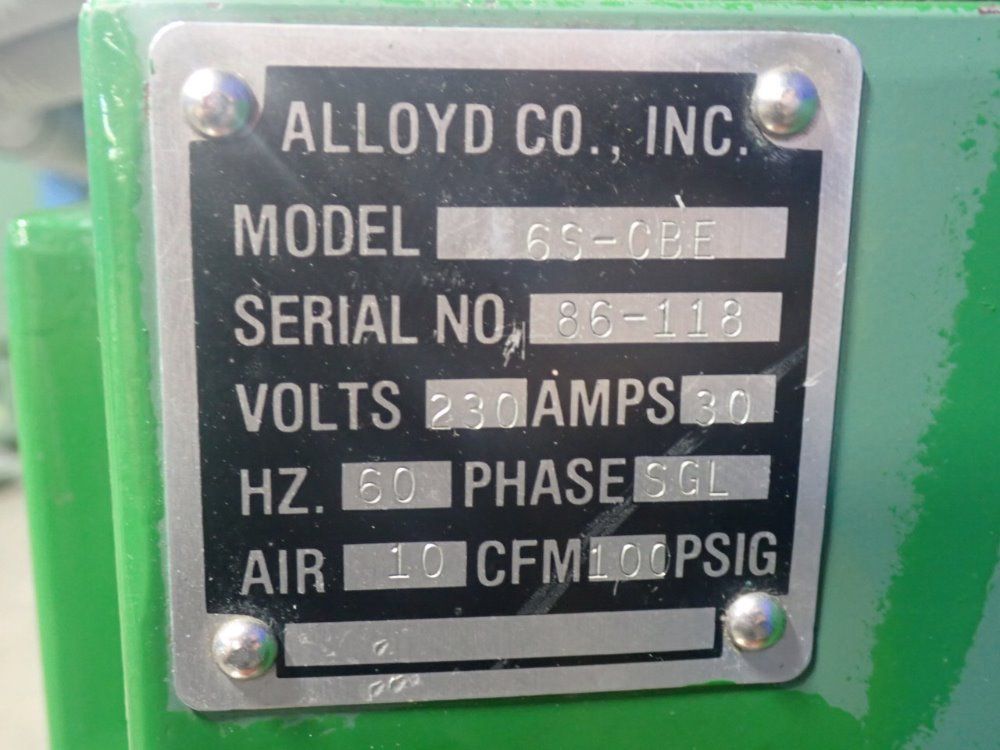 ALLOYD CO., INC.
MODEL 6S-CBE
SERIAL NO. 86-118
VOLTS 230 AMPS 30
HZ. 60 PHASE SGL
AIR 10 CFM 100 PSIG